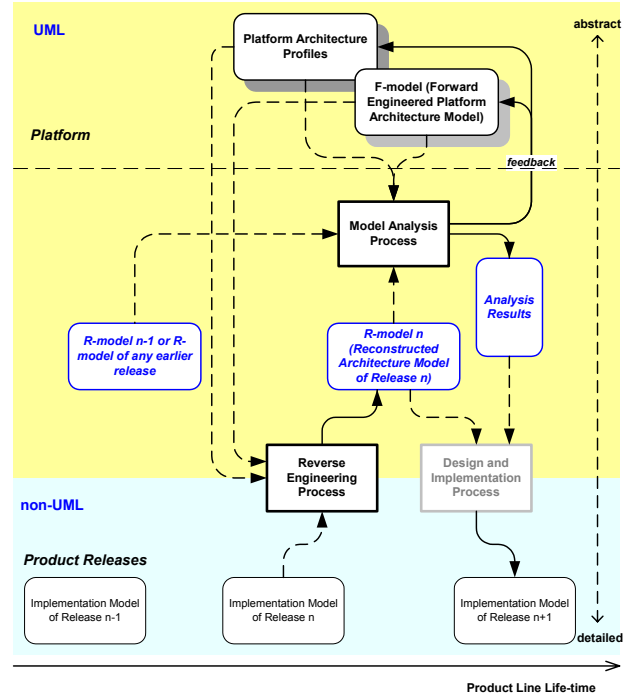 UML
abstract
Platform Architecture
Profiles
F-model (Forward
Engineered Platform
Architecture Model)
Platform
feedback
Model Analysis
Process
Analysis
Results
R-model n-1 or R-
model of any earlier
release
R-model n
(Reconstructed
Architecture Model
of Release n)
Reverse
Engineering
Process
Design and
Implementation
Process
non-UML
Product Releases
Implementation Model
of Release n-1
Implementation Model
of Release n
Implementation Model
of Release n+1
detailed
Product Line Life-time